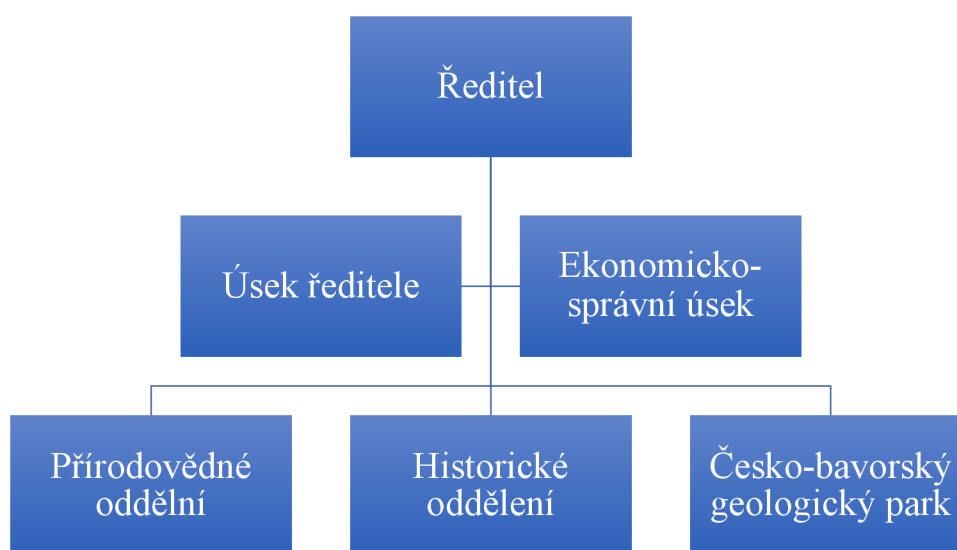 Ředitel
Úsek ředitele
Ekonomicko-
správní úsek
Přírodovědné
oddělní
Historické
oddělení
Česko-bavorský
geologický park